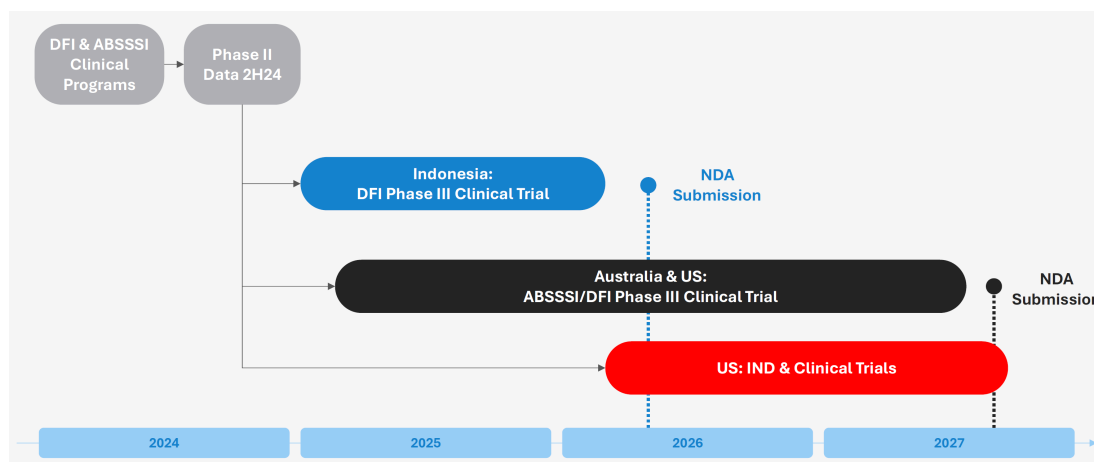 DFI & ABSSSI
Clinical
Programs
Phase II
Data 2H24
Indonesia:
DFI Phase III Clinical Trial
NDA
Submission
Australia & US:
ABSSSI/DFI Phase III Clinical Trial
NDA
Submission
US: IND & Clinical Trials
2024
2025
2026
2027